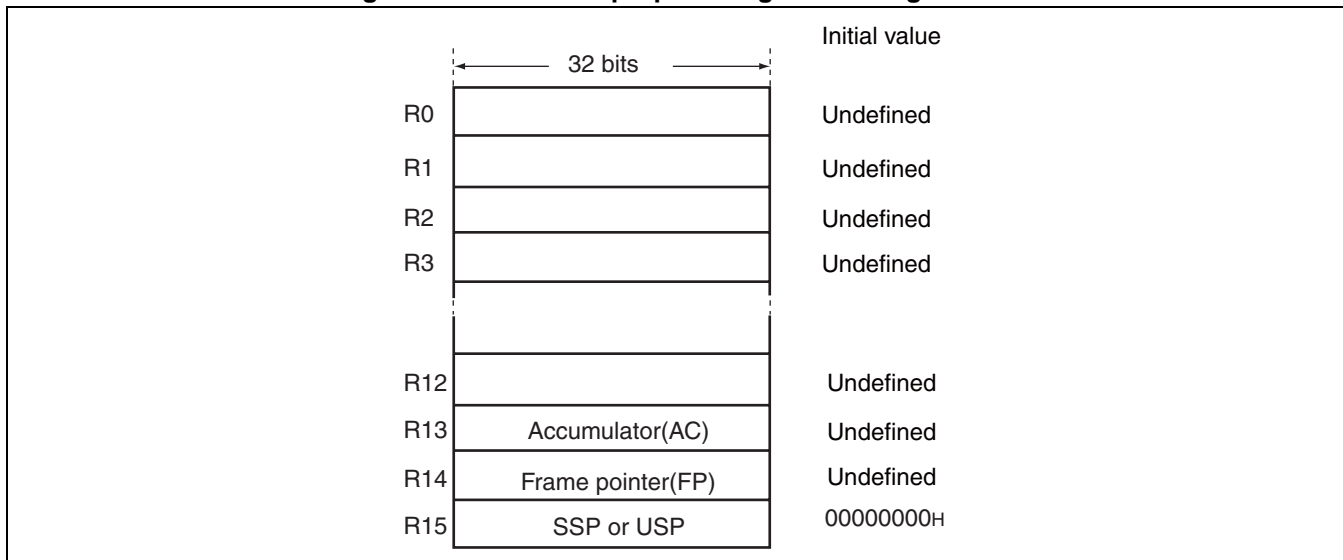 Initial value
32 bits
R0 Undefined
R1 Undefined
R2 Undefined
R3 Undefined
R12 Undefined
R13 Accumulator(AC) Undefined
R14 Frame pointer(FP) Undefined
R15 SSP or USP 00000000H